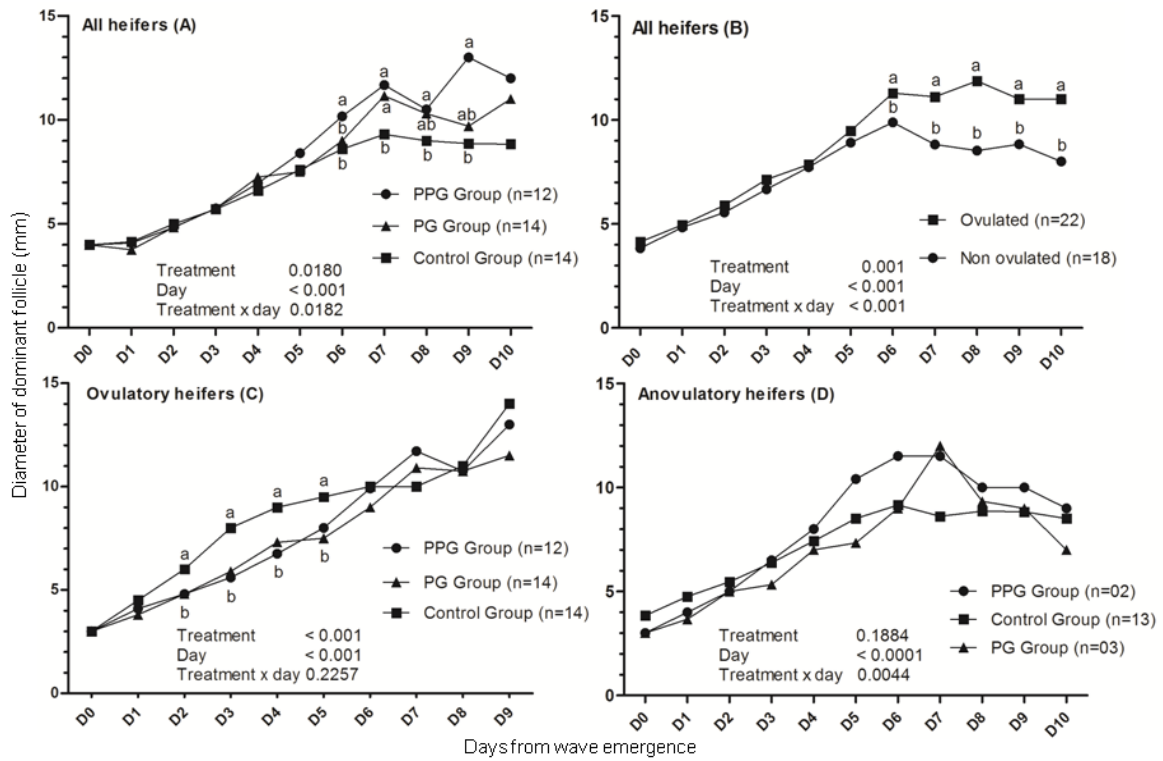 All heifers (A)
15
10
5
0
a
a
a
a
b
a
ab
ab
b
b
b
b
PPG Group (n=12)
PG Group (n=14)
Control Group (n=14)
Treatment 0.0180
Day < 0.001
Treatment x day 0.0182
D0 D1 D2 D3 D4 D5 D6 D7 D8 D9 D10
All heifers (B)
15
10
5
0
a a a a a
b b b b b
Ovulated (n=22)
Non ovulated (n=18)
Treatment 0.001
Day < 0.001
Treatment x day < 0.001
D0 D1 D2 D3 D4 D5 D6 D7 D8 D9 D10
Diameter of dominant follicle (mm)
Ovulatory heifers (C)
15
10
5
0
a a a a
b b b b
PPG Group (n=12)
PG Group (n=14)
Control Group (n=14)
Treatment < 0.001
Day < 0.001
Treatment x day 0.2257
D0 D1 D2 D3 D4 D5 D6 D7 D8 D9
Anovulatory heifers (D)
15
10
5
0
PPG Group (n=02)
Control Group (n=13)
PG Group (n=03)
Treatment 0.1884
Day < 0.0001
Treatment x day 0.0044
D0 D1 D2 D3 D4 D5 D6 D7 D8 D9 D10
Days from wave emergence